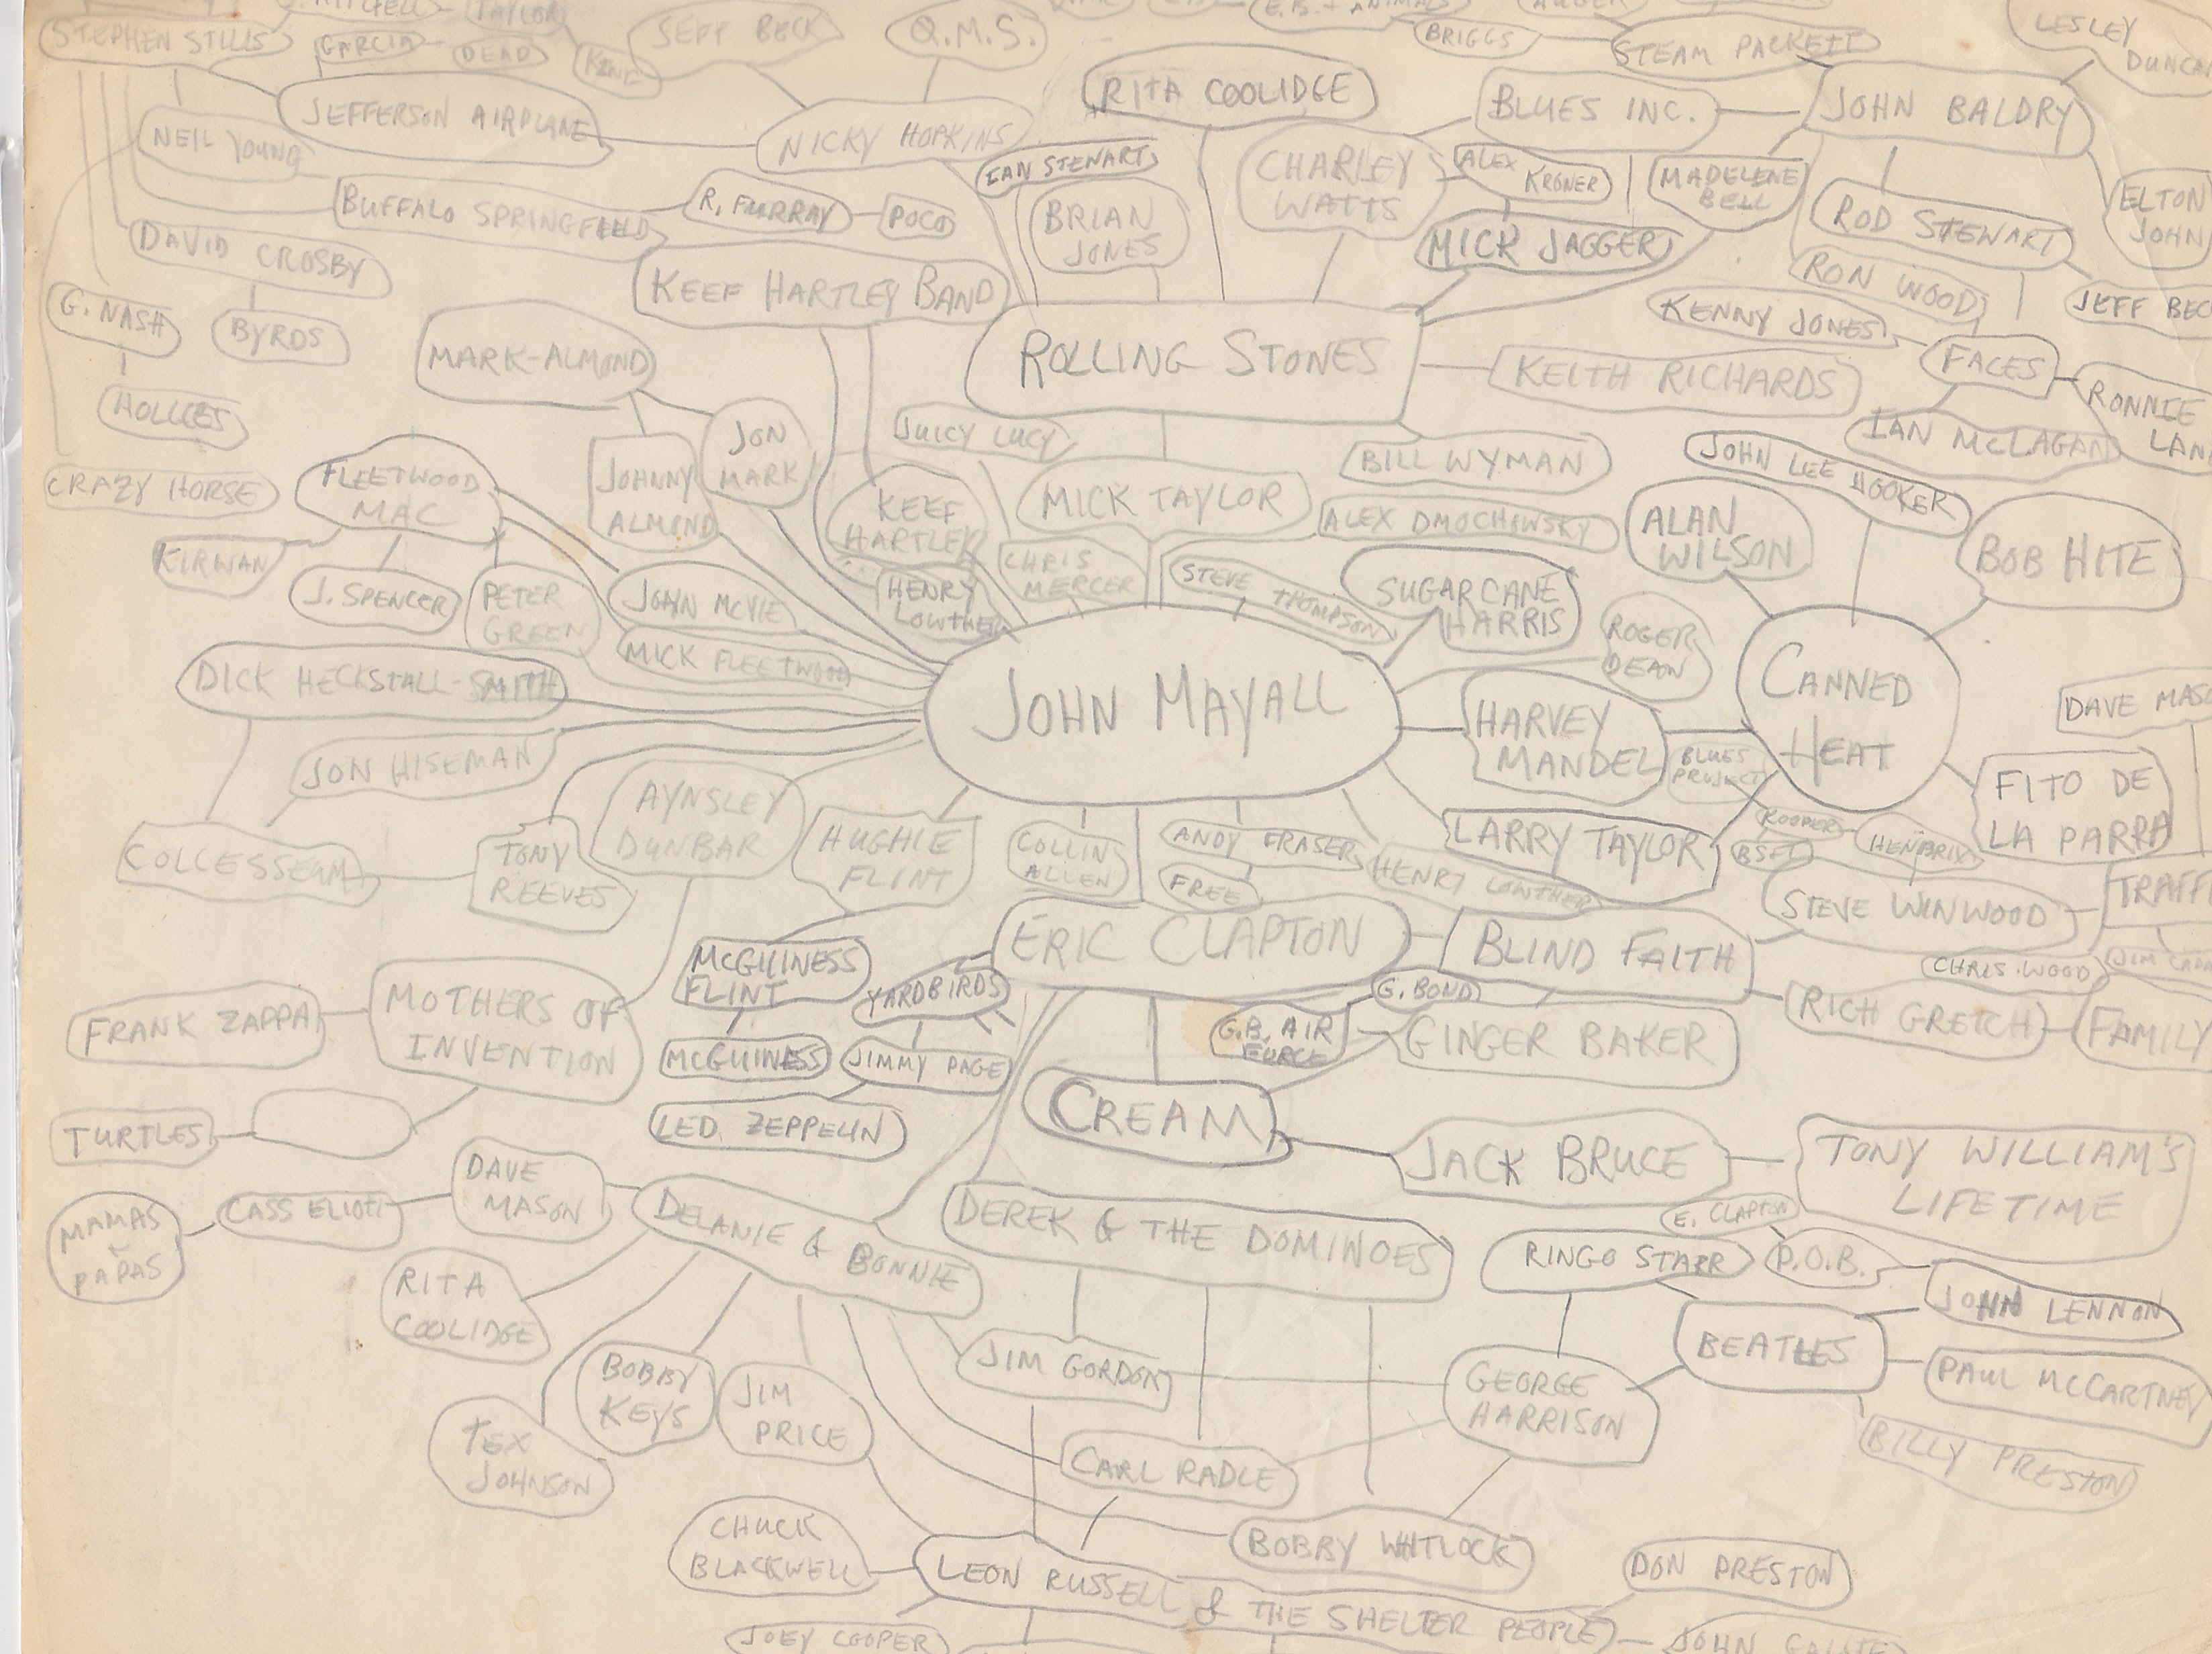 TAYLOR
E.B. + ANIMALS
STEPHEN STILLS
GARCIA
DEAD
KING
JEFF BECK
Q.M.S.
BRIGGS
STEAM PACKETT
LESLEY
DUNCAN
JEFFERSON AIRPLANE
NEIL YOUNG
NICKY HOPKINS
RITA COOLIDGE
BLUES INC.
JOHN BALDRY
IAN STEWART
CHARLEY
WATTS
ALEX
KRONER
MADELENE
BELL
ELTON
JOHN
BUFFALO SPRINGFIELD
R. FURRAY
POCO
BRIAN
JONES
MICK JAGGER
ROD STEWART
DAVID CROSBY
KEEF HARTLEY BAND
RON WOOD
G. NASH
BYRDS
KENNY JONES
JEFF BEC
MARK-ALMOND
ROLLING STONES
KEITH RICHARDS
FACES
RONNIE
LAN
HOLLIES
JUICY LUCY
IAN McLAGAN
JON
MARK
BILL WYMAN
JOHN LEE HOOKER
CRAZY HORSE
FLEETWOOD
MAC
JOHNNY
ALMOND
KEEF
HARTLEY
MICK TAYLOR
ALEX DMOCHOWSKY
ALAN
WILSON
BOB HITE
KIRWAN
J. SPENCER
PETER
GREEN
JOHN McVIE
HENRY
LOWTHER
CHRIS
MERCER
STEVE THOMPSON
SUGARCANE
HARRIS
ROGER
DEAN
MICK FLEETWOOD
DICK HECKSTALL-SMITH
JOHN MAYALL
HARVEY
MANDEL
CANNED
HEAT
DAVE MASO
JON HISEMAN
BLUES
PROJECT
FITO DE
LA PARRA
AYNSLEY
DUNBAR
HUGHIE
FLINT
COLLIN
ALLEN
ANDY FRASER
FREE
HENRY LOWTHER
LARRY TAYLOR
KOOPER
BS&T
HENDRIX
COLLESSEUM
TONY
REEVES
STEVE WINWOOD
TRAFFI
ERIC CLAPTON
BLIND FAITH
McGUINESS
FLINT
YARDBIRDS
G. BOND
CHRIS WOOD
JIM CAPA
FRANK ZAPPA
MOTHERS OF
INVENTION
G.B. AIR
FORCE
GINGER BAKER
RICH GRETCH
FAMILY
McGUINESS
JIMMY PAGE
LED ZEPPELIN
CREAM
TURTLES
JACK BRUCE
TONY WILLIAM'S
LIFETIME
DAVE
MASON
CASS ELIOTT
MAMAS
PAPAS
DELANIE & BONNIE
DEREK & THE DOMINOES
E. CLAPTON
RINGO STARR
P.O.B.
JOHN LENNON
RITA
COOLIDGE
BEATLES
PAUL McCARTNEY
BOBBY
KEYS
JIM
PRICE
JIM GORDON
GEORGE
HARRISON
BILLY PRESTON
TEX
JOHNSON
CARL RADLE
CHUCK
BLACKWELL
BOBBY WHITLOCK
LEON RUSSELL & THE SHELTER PEOPLE
DON PRESTON
JOEY COOPER
JOHN GALLIE